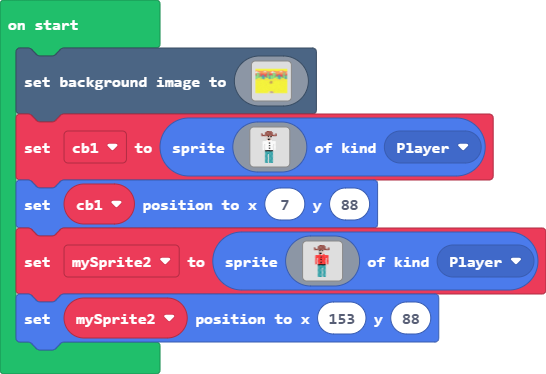 on start
set background image to
set cb1 to sprite of kind Player
set cb1 position to x 7 y 88
set mySprite2 to sprite of kind Player
set mySprite2 position to x 153 y 88